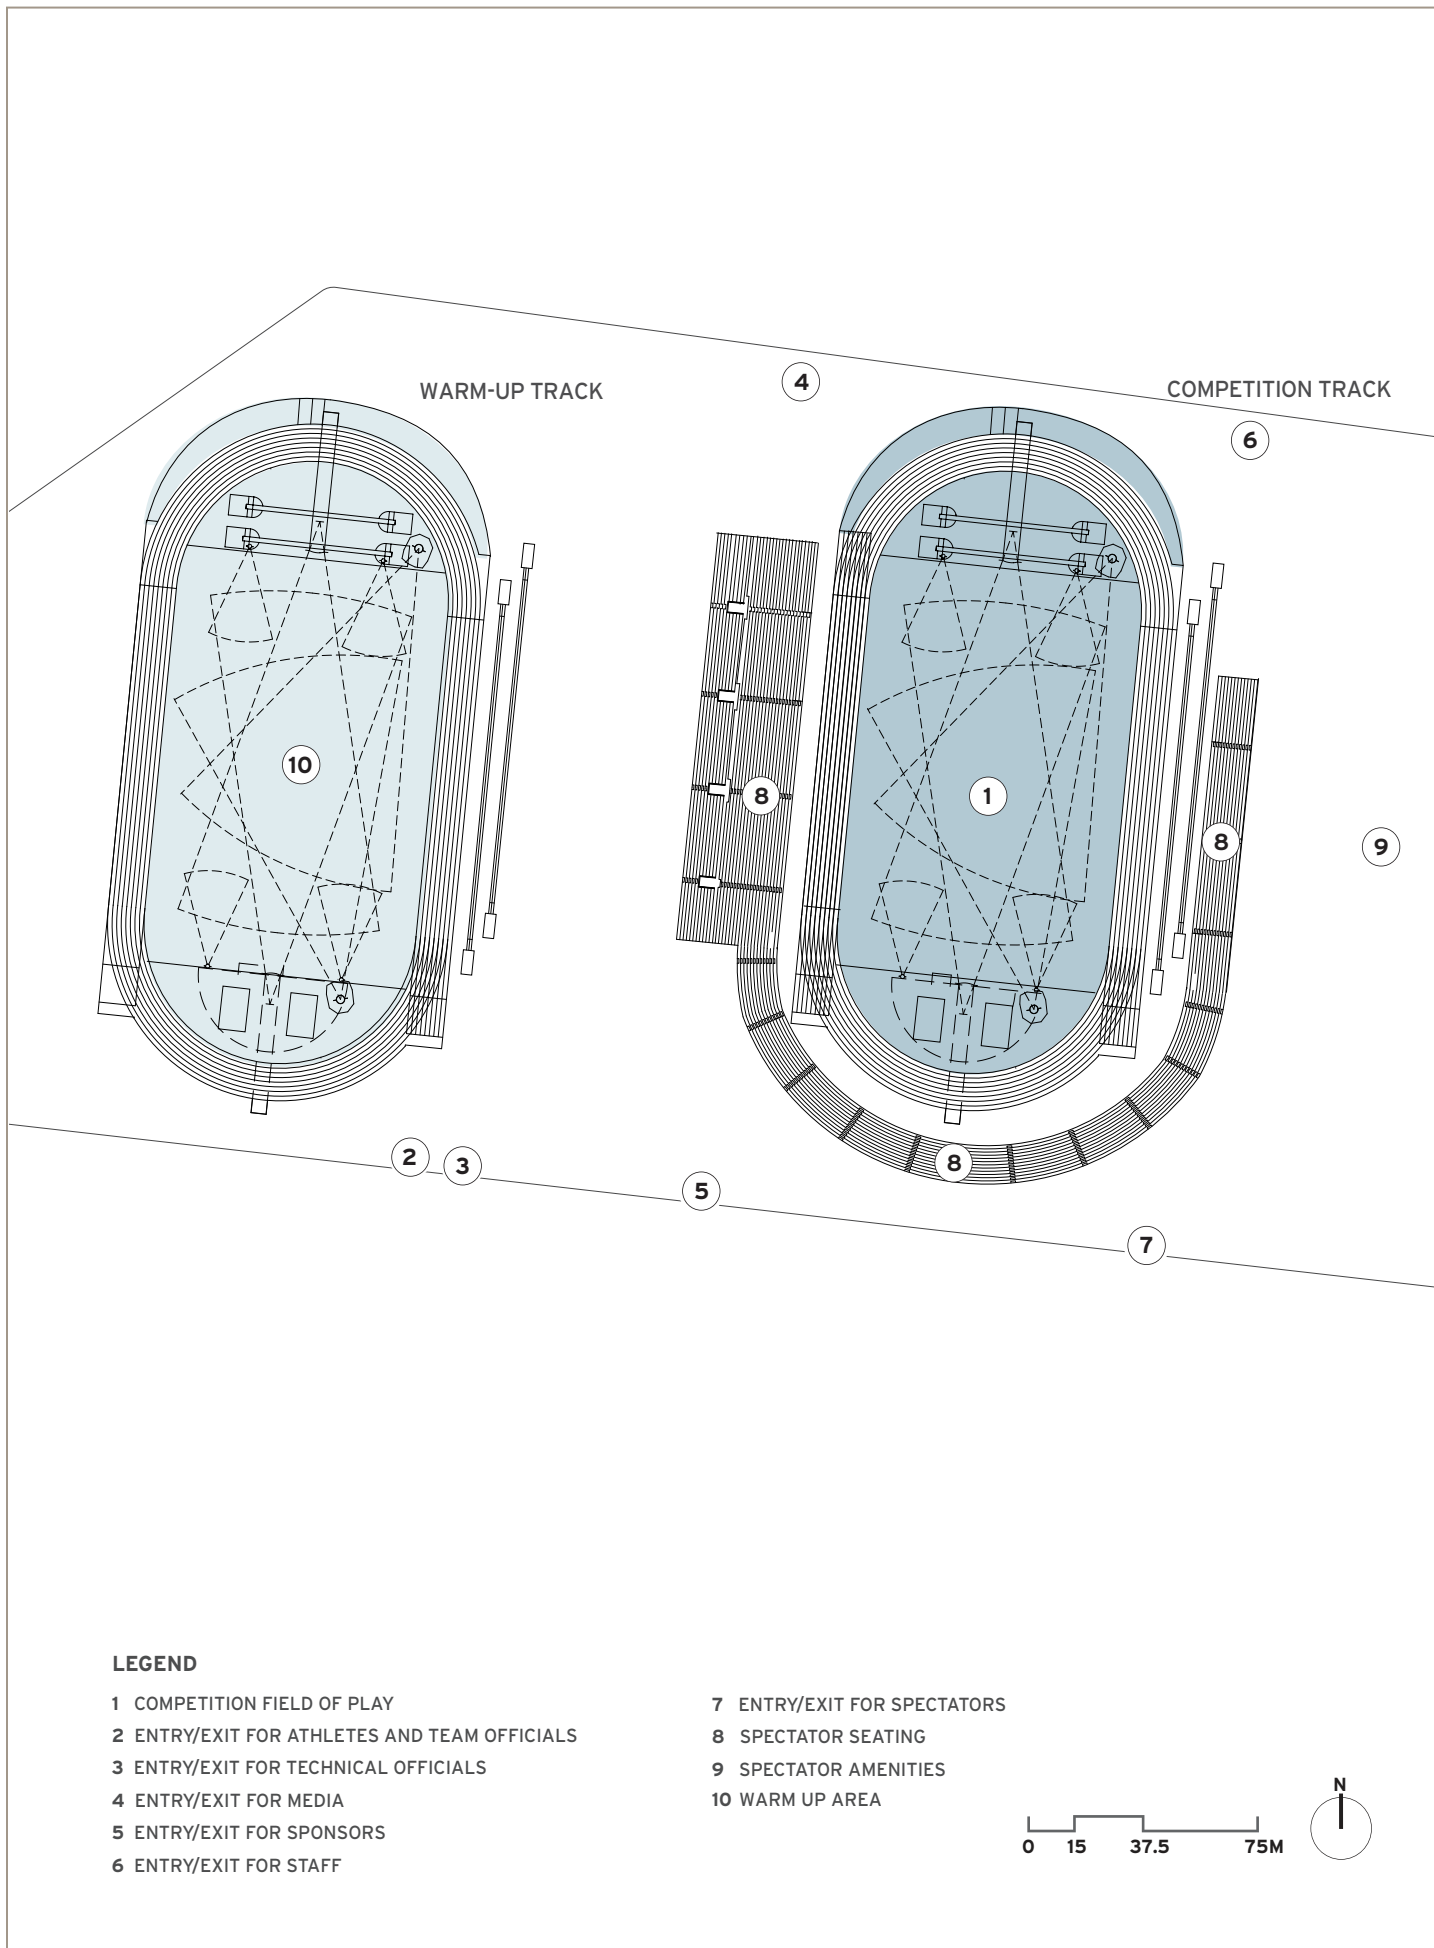 WARM-UP TRACK
4
COMPETITION TRACK
6
10
8
1
8
9
2
3
8
5
7
LEGEND
1 COMPETITION FIELD OF PLAY
2 ENTRY/EXIT FOR ATHLETES AND TEAM OFFICIALS
3 ENTRY/EXIT FOR TECHNICAL OFFICIALS
4 ENTRY/EXIT FOR MEDIA
5 ENTRY/EXIT FOR SPONSORS
6 ENTRY/EXIT FOR STAFF
7 ENTRY/EXIT FOR SPECTATORS
8 SPECTATOR SEATING
9 SPECTATOR AMENITIES
10 WARM UP AREA
0 15 37.5 75M
N